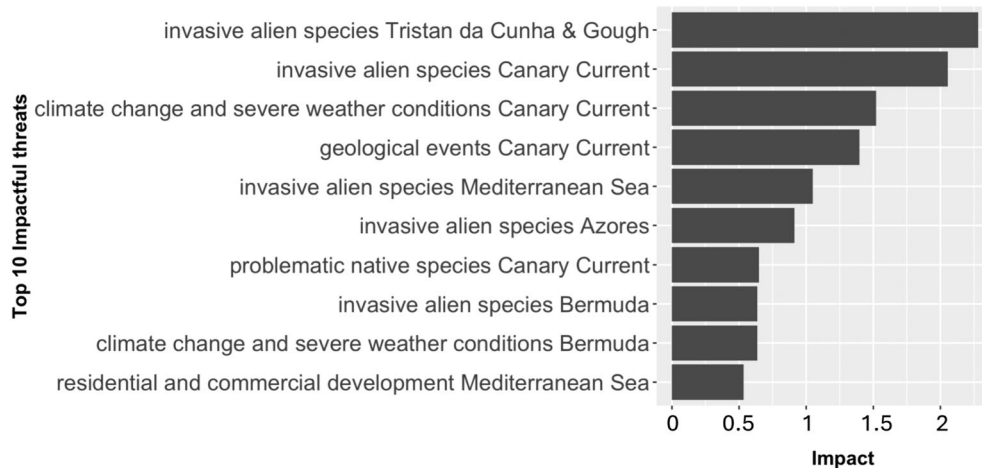 Top 10 Impactful threats
invasive alien species Tristan da Cunha & Gough
invasive alien species Canary Current
climate change and severe weather conditions Canary Current
geological events Canary Current
invasive alien species Mediterranean Sea
invasive alien species Azores
problematic native species Canary Current
invasive alien species Bermuda
climate change and severe weather conditions Bermuda
residential and commercial development Mediterranean Sea
0 0.5 1 1.5 2
Impact